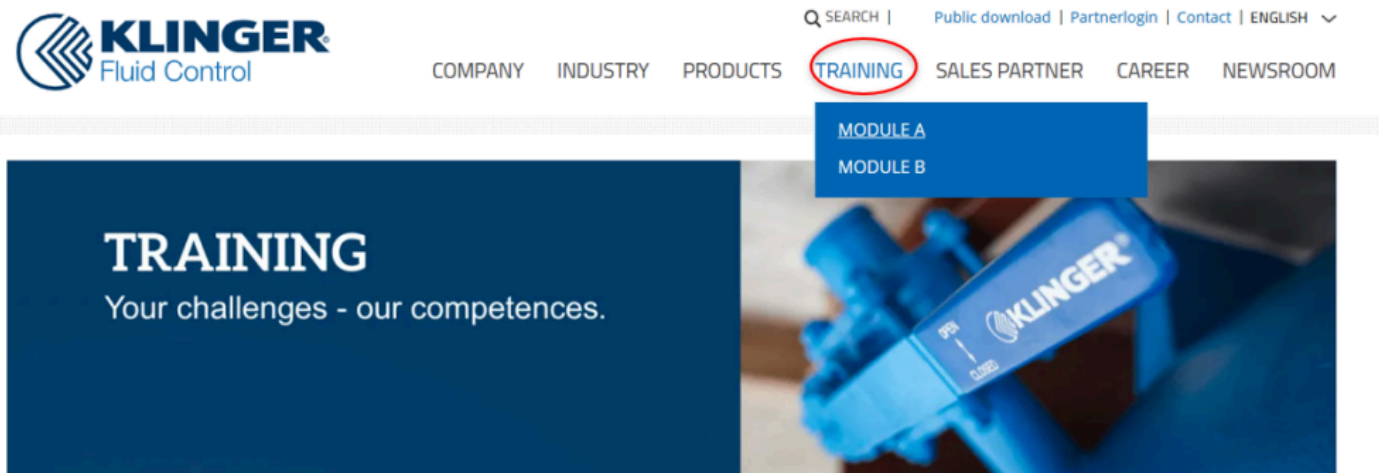 KLINGER
Fluid Control
SEARCH | Public download | Partnerlogin | Contact | ENGLISH
COMPANY INDUSTRY PRODUCTS TRAINING SALES PARTNER CAREER NEWSROOM
MODULE A
MODULE B
TRAINING
Your challenges - our competences.
KLINGER
OPEN
CLOSED